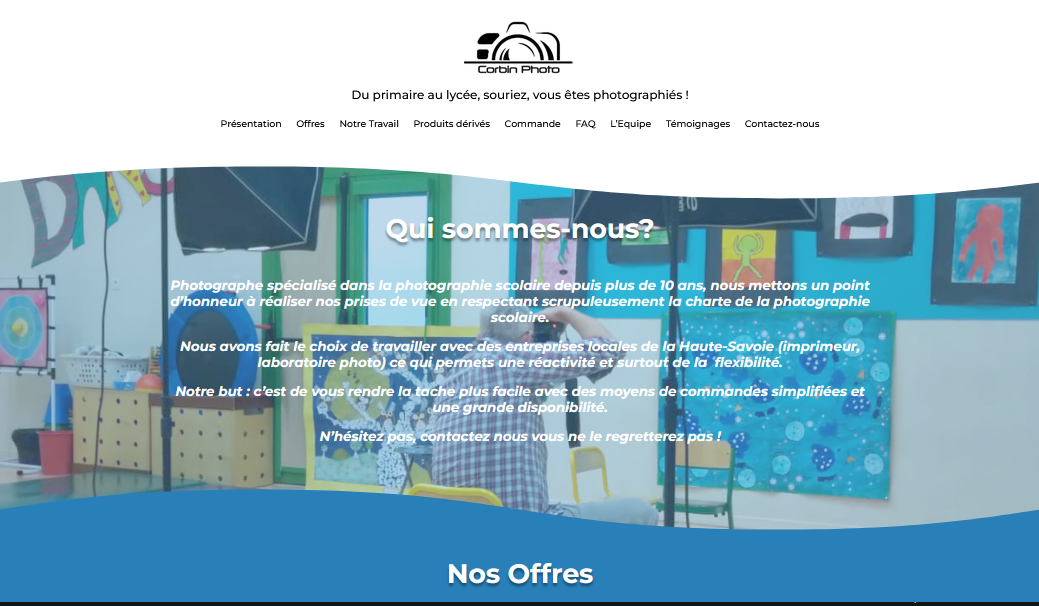 Corbin Photo
Du primaire au lycée, souriez, vous êtes photographiés !
Présentation Offres Notre Travail Produits dérivés Commande FAQ L'Equipe Témoignages Contactez-nous
Qui sommes-nous?
Photographe spécialisé dans la photographie scolaire depuis plus de 10 ans, nous mettons un point
d'honneur à réaliser nos prises de vue en respectant scrupuleusement la charte de la photographie
scolaire.
Nous avons fait le choix de travailler avec des entreprises locales de la Haute-Savoie (imprimeur,
laboratoire photo) ce qui permets une réactivité et surtout de la ´flexibilité.
Notre but : c'est de vous rendre la tache plus facile avec des moyens de commandes simplifiées et
une grande disponibilité.
N'hésitez pas, contactez nous vous ne le regretterez pas !
Nos Offres